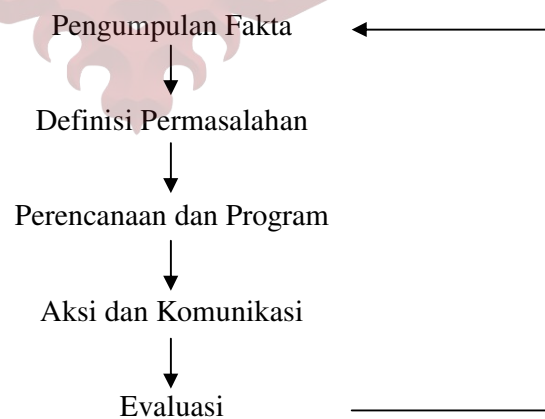 Pengumpulan Fakta
Definisi Permasalahan
Perencanaan dan Program
Aksi dan Komunikasi
Evaluasi